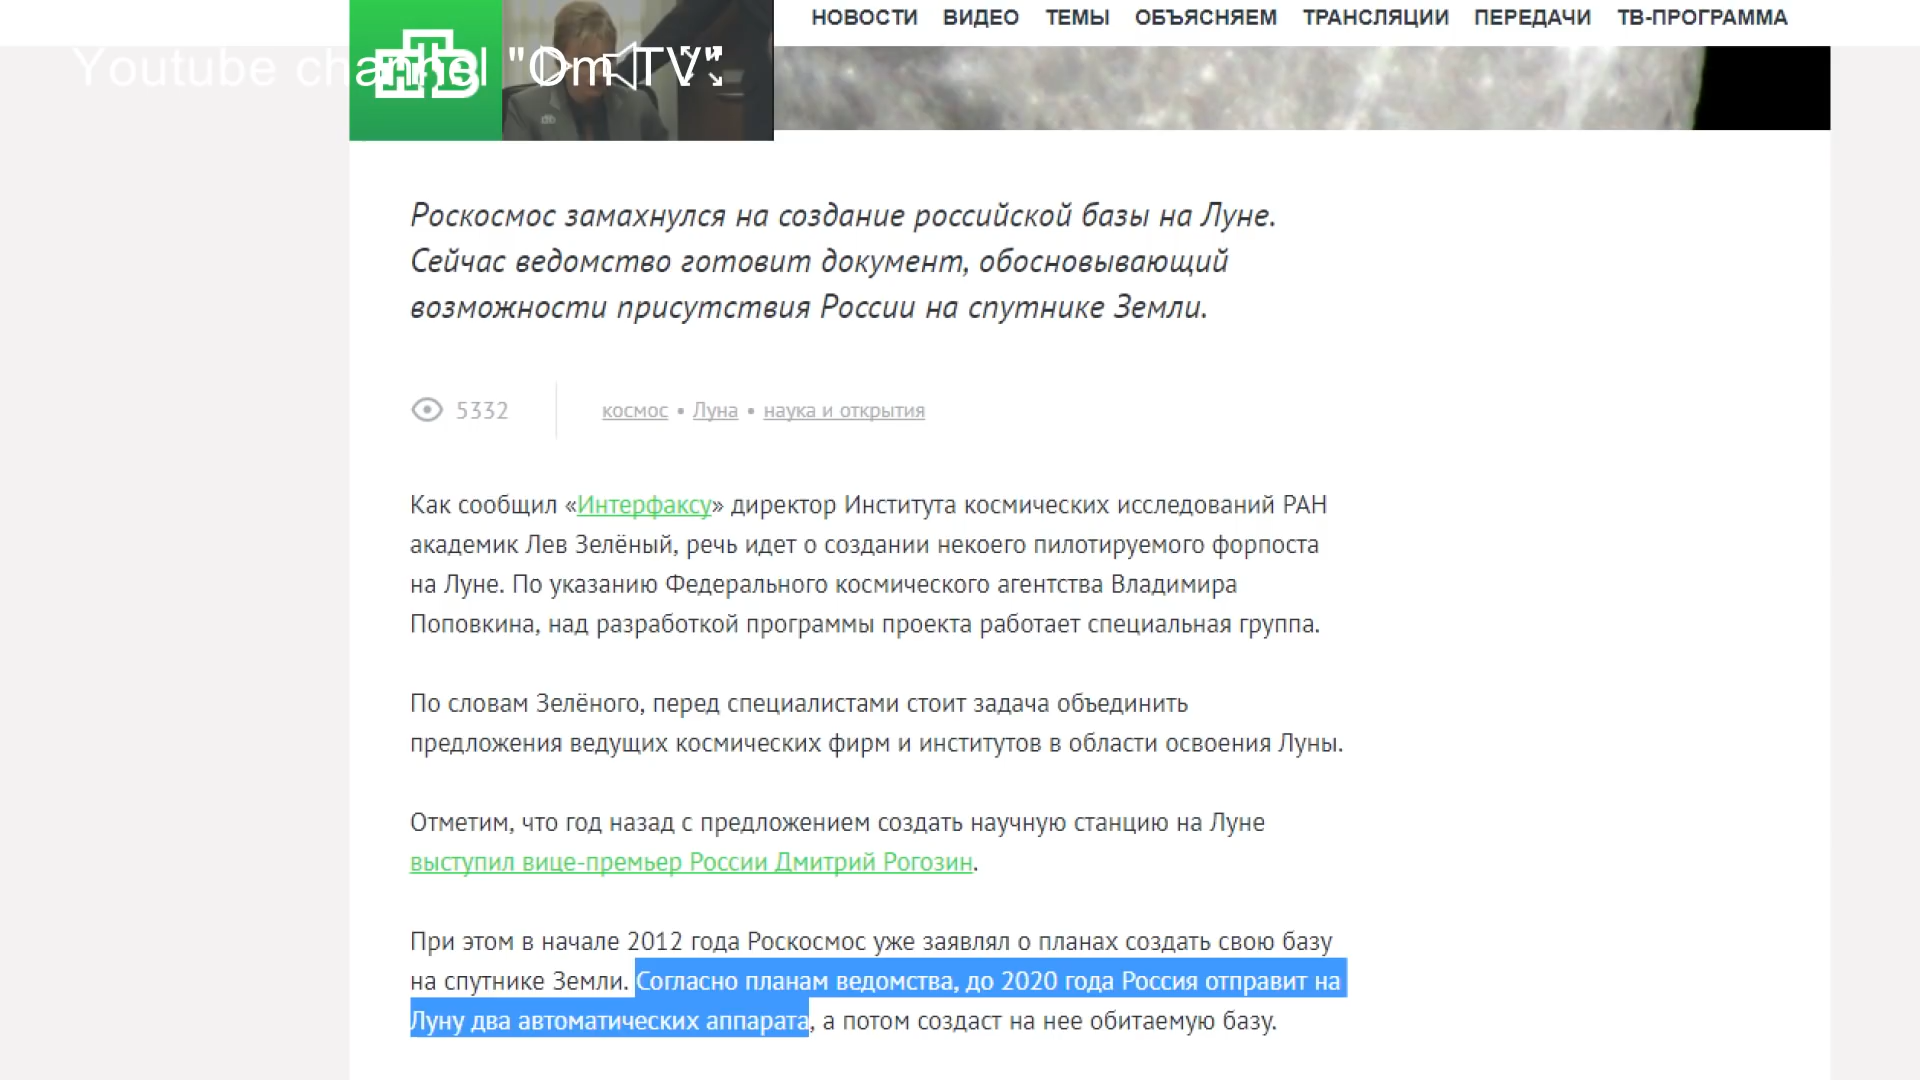 НОВОСТИ ВИДЕО ТЕМЫ ОБЪЯСНЯЕМ ТРАНСЛЯЦИИ ПЕРЕДАЧИ ТВ-ПРОГРАММА
Youtube channel "Om TV"
НТВ
Роскосмос замахнулся на создание российской базы на Луне.
Сейчас ведомство готовит документ, обосновывающий
возможности присутствия России на спутнике Земли.
5332
космос • Луна • наука и открытия
Как сообщил «Интерфаксу» директор Института космических исследований РАН
академик Лев Зелёный, речь идет о создании некоего пилотируемого форпоста
на Луне. По указанию Федерального космического агентства Владимира
Поповкина, над разработкой программы проекта работает специальная группа.
По словам Зелёного, перед специалистами стоит задача объединить
предложения ведущих космических фирм и институтов в области освоения Луны.
Отметим, что год назад с предложением создать научную станцию на Луне
выступил вице-премьер России Дмитрий Рогозин.
При этом в начале 2012 года Роскосмос уже заявлял о планах создать свою базу
на спутнике Земли. Согласно планам ведомства, до 2020 года Россия отправит на
Луну два автоматических аппарата, а потом создаст на нее обитаемую базу.